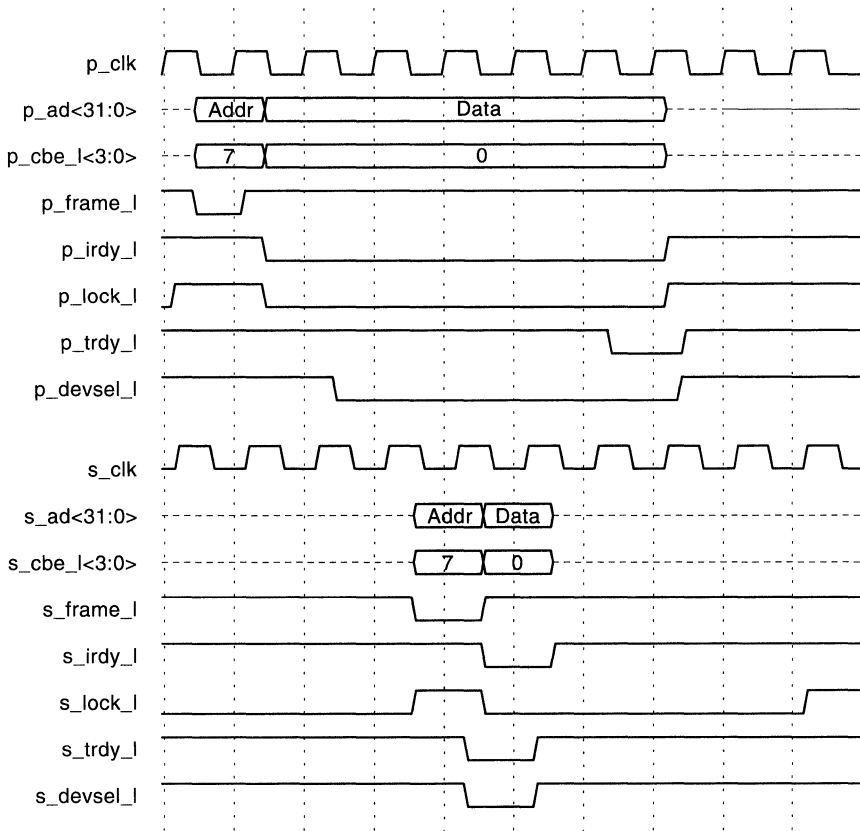 p_clk
p_ad<31:0> Addr Data
p_cbe_l<3:0> 7 0
p_frame_l
p_irdy_l
p_lock_l
p_trdy_l
p_devsel_l
s_clk
s_ad<31:0> Addr Data
s_cbe_l<3:0> 7 0
s_frame_l
s_irdy_l
s_lock_l
s_trdy_l
s_devsel_l